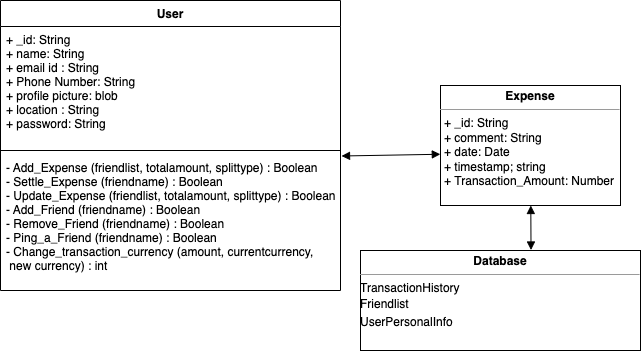 User
+ _id: String
+ name: String
+ email id : String
+ Phone Number: String
+ profile picture: blob
+ location : String
+ password: String
- Add_Expense (friendlist, totalamount, splittype) : Boolean
- Settle_Expense (friendname) : Boolean
- Update_Expense (friendlist, totalamount, splittype) : Boolean
- Add_Friend (friendname) : Boolean
- Remove_Friend (friendname) : Boolean
- Ping_a_Friend (friendname) : Boolean
- Change_transaction_currency (amount, currentcurrency,
new currency) : int
Expense
+ _id: String
+ comment: String
+ date: Date
+ timestamp; string
+ Transaction_Amount: Number
Database
TransactionHistory
Friendlist
UserPersonalInfo